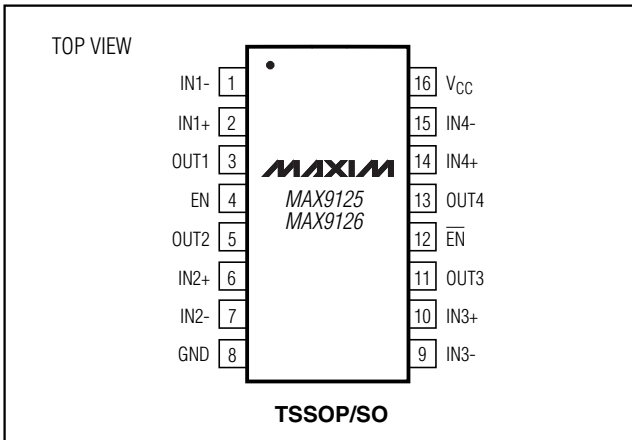 TOP VIEW
IN1- 1
IN1+ 2
OUT1 3
EN 4
OUT2 5
IN2+ 6
IN2- 7
GND 8
MAXIM
MAX9125
MAX9126
16 VCC
15 IN4-
14 IN4+
13 OUT4
12 E̅N̅
11 OUT3
10 IN3+
9 IN3-
TSSOP/SO